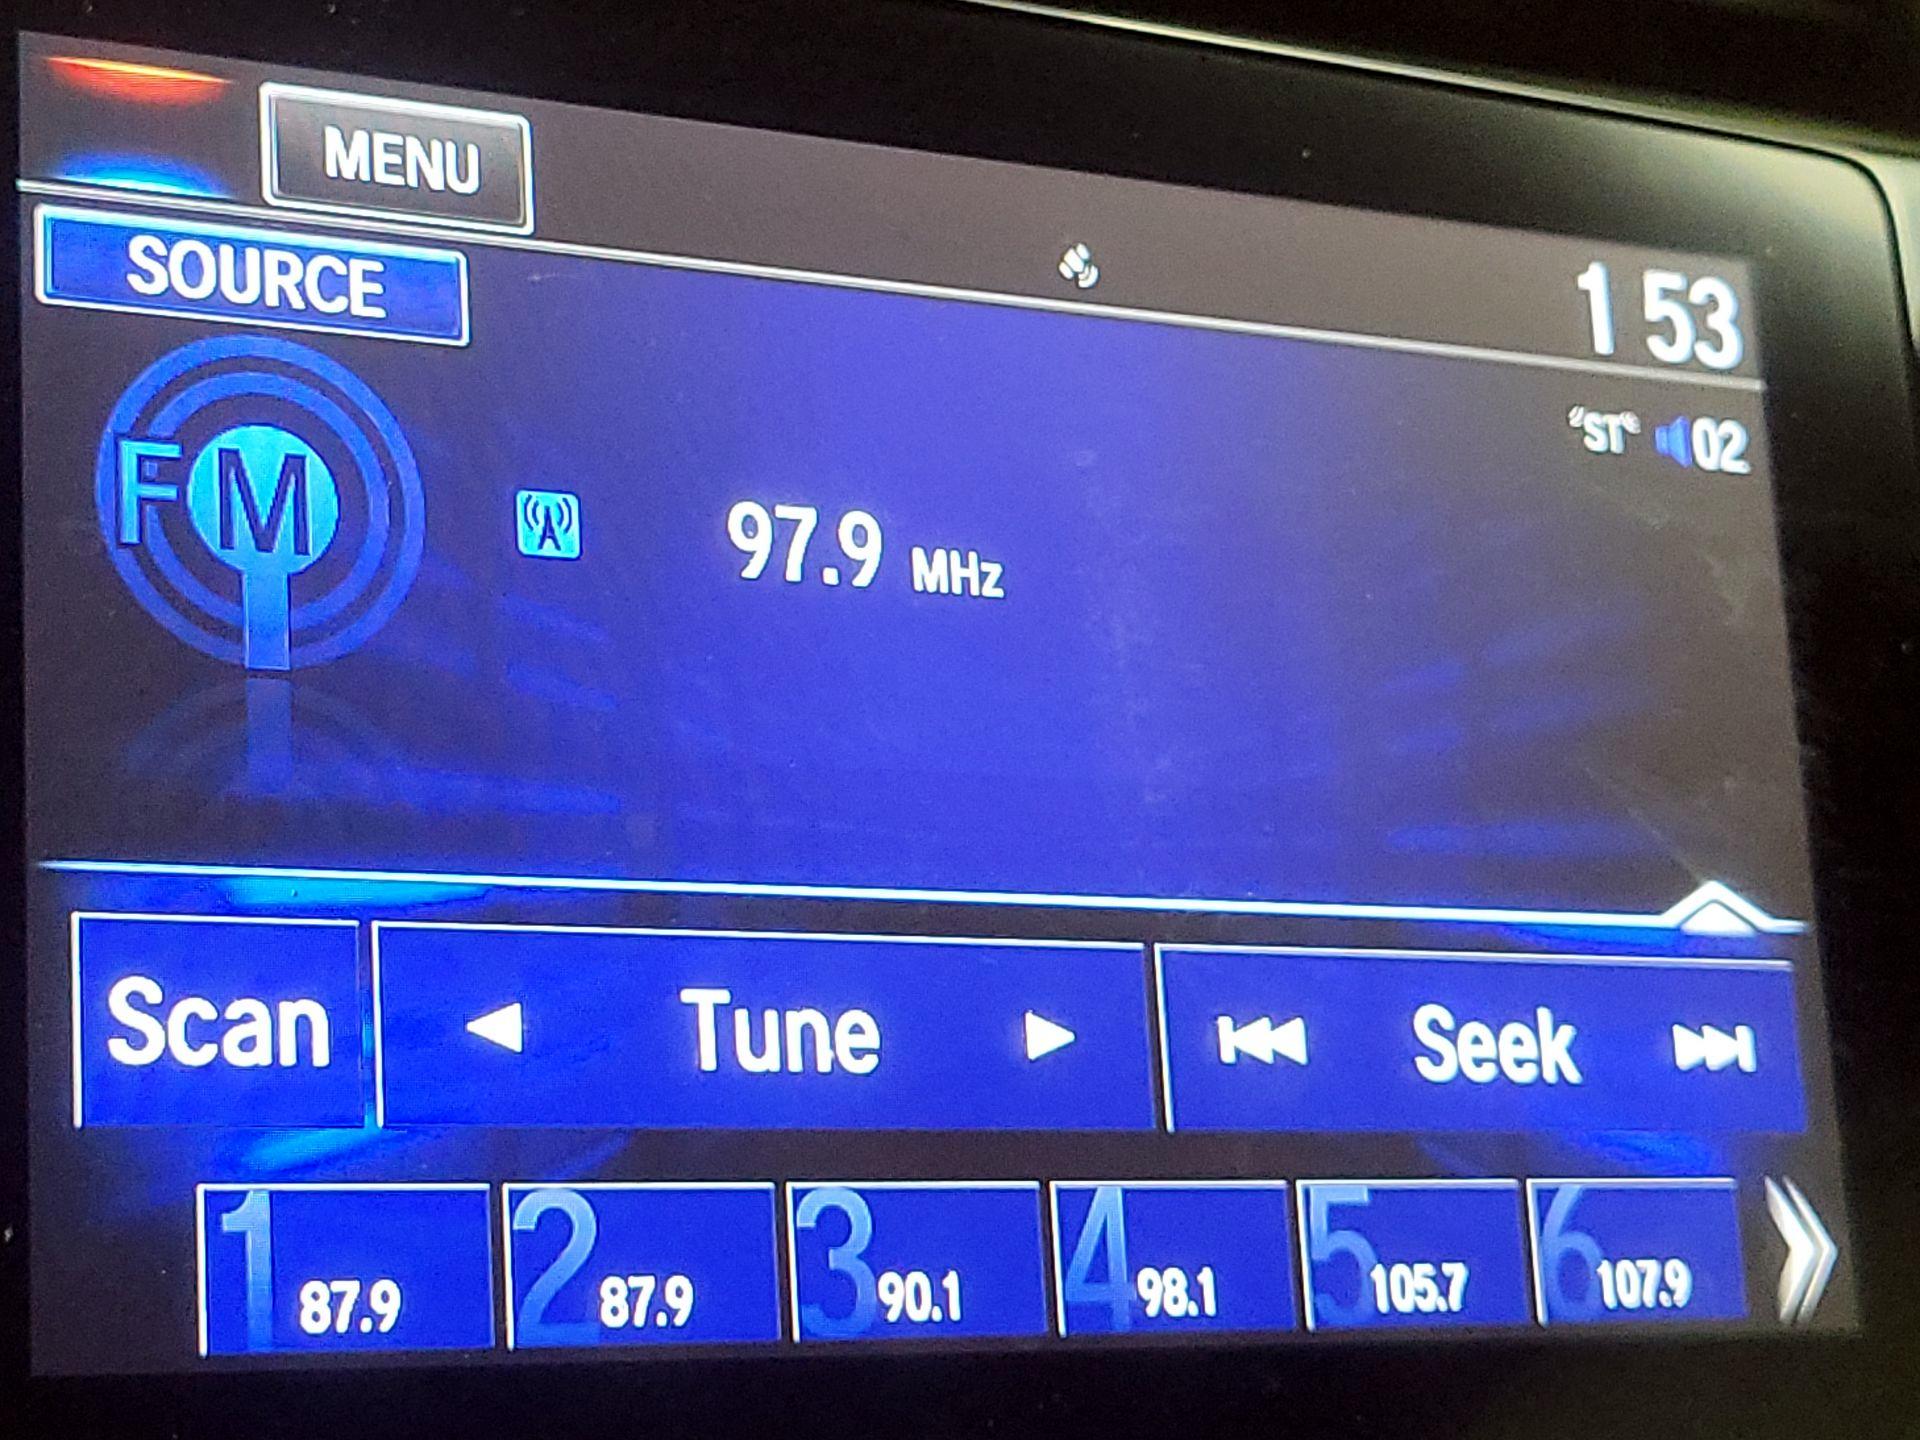 MENU
SOURCE
1 53
FM
ST 02
97.9 MHz
Scan Tune Seek
1 87.9 2 87.9 3 90.1 4 98.1 5 105.7 6 107.9